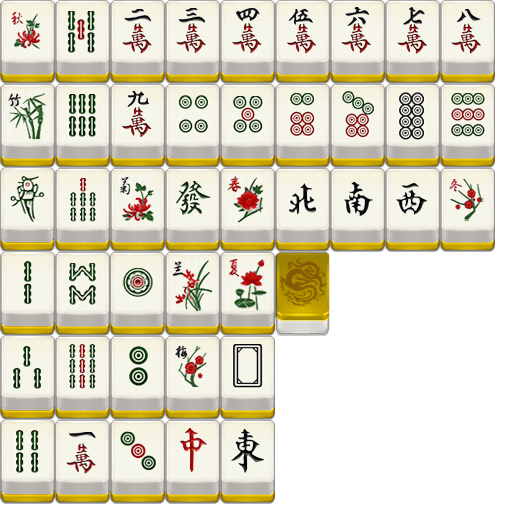 秋 二萬 三萬 四萬 伍萬 六萬 七萬 八萬
竹 九萬
菊 發 春 北 南 西 冬
兰 夏
梅
一萬 中 東